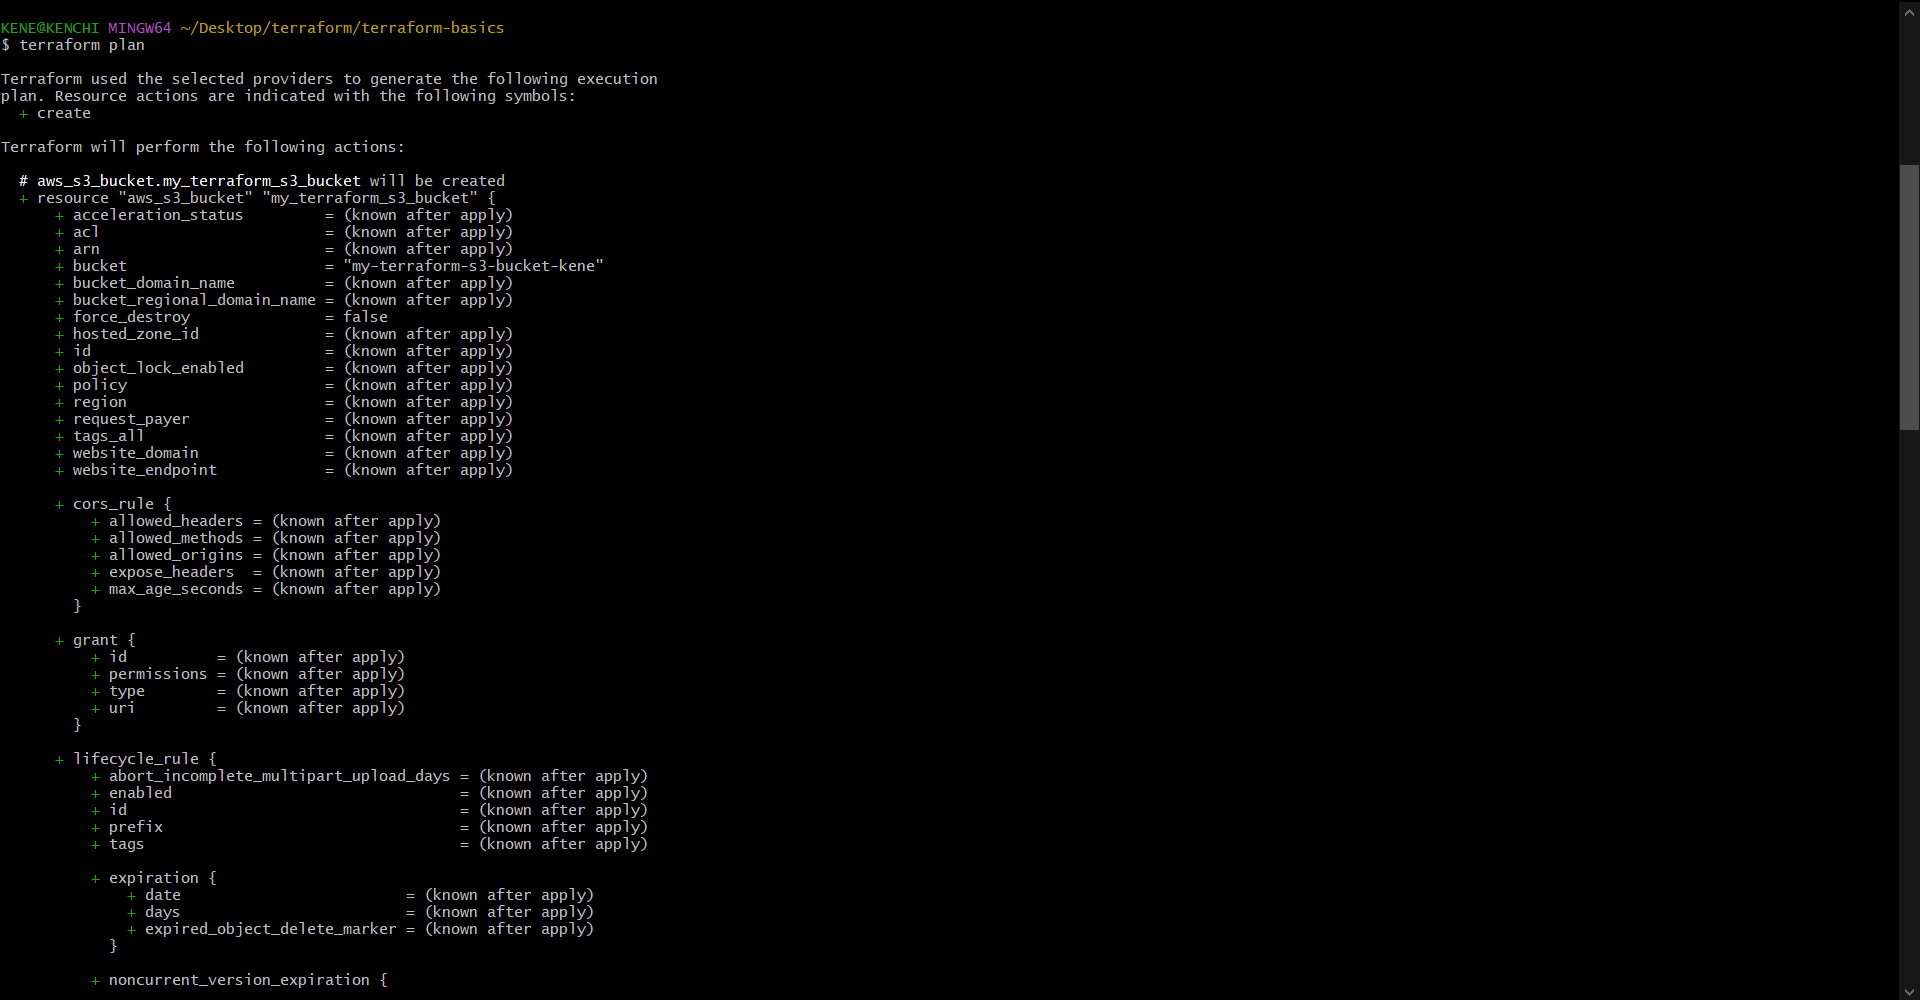 KENE@KENCHI MINGW64 ~/Desktop/terraform/terraform-basics
$ terraform plan

Terraform used the selected providers to generate the following execution
plan. Resource actions are indicated with the following symbols:
  + create

Terraform will perform the following actions:

  # aws_s3_bucket.my_terraform_s3_bucket will be created
  + resource "aws_s3_bucket" "my_terraform_s3_bucket" {
      + acceleration_status         = (known after apply)
      + acl                         = (known after apply)
      + arn                         = (known after apply)
      + bucket                      = "my-terraform-s3-bucket-kene"
      + bucket_domain_name          = (known after apply)
      + bucket_regional_domain_name = (known after apply)
      + force_destroy               = false
      + hosted_zone_id              = (known after apply)
      + id                          = (known after apply)
      + object_lock_enabled         = (known after apply)
      + policy                      = (known after apply)
      + region                      = (known after apply)
      + request_payer               = (known after apply)
      + tags_all                    = (known after apply)
      + website_domain              = (known after apply)
      + website_endpoint            = (known after apply)

      + cors_rule {
          + allowed_headers = (known after apply)
          + allowed_methods = (known after apply)
          + allowed_origins = (known after apply)
          + expose_headers  = (known after apply)
          + max_age_seconds = (known after apply)
        }

      + grant {
          + id          = (known after apply)
          + permissions = (known after apply)
          + type        = (known after apply)
          + uri         = (known after apply)
        }

      + lifecycle_rule {
          + abort_incomplete_multipart_upload_days = (known after apply)
          + enabled                                = (known after apply)
          + id                                     = (known after apply)
          + prefix                                 = (known after apply)
          + tags                                   = (known after apply)

          + expiration {
              + date                         = (known after apply)
              + days                         = (known after apply)
              + expired_object_delete_marker = (known after apply)
            }

          + noncurrent_version_expiration {